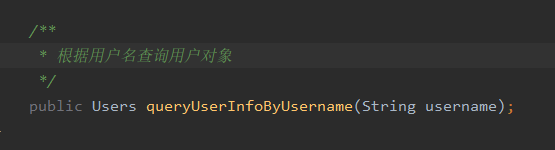 /**
* 根据用户名查询用户对象
*/
public Users queryUserInfoByUsername(String username);